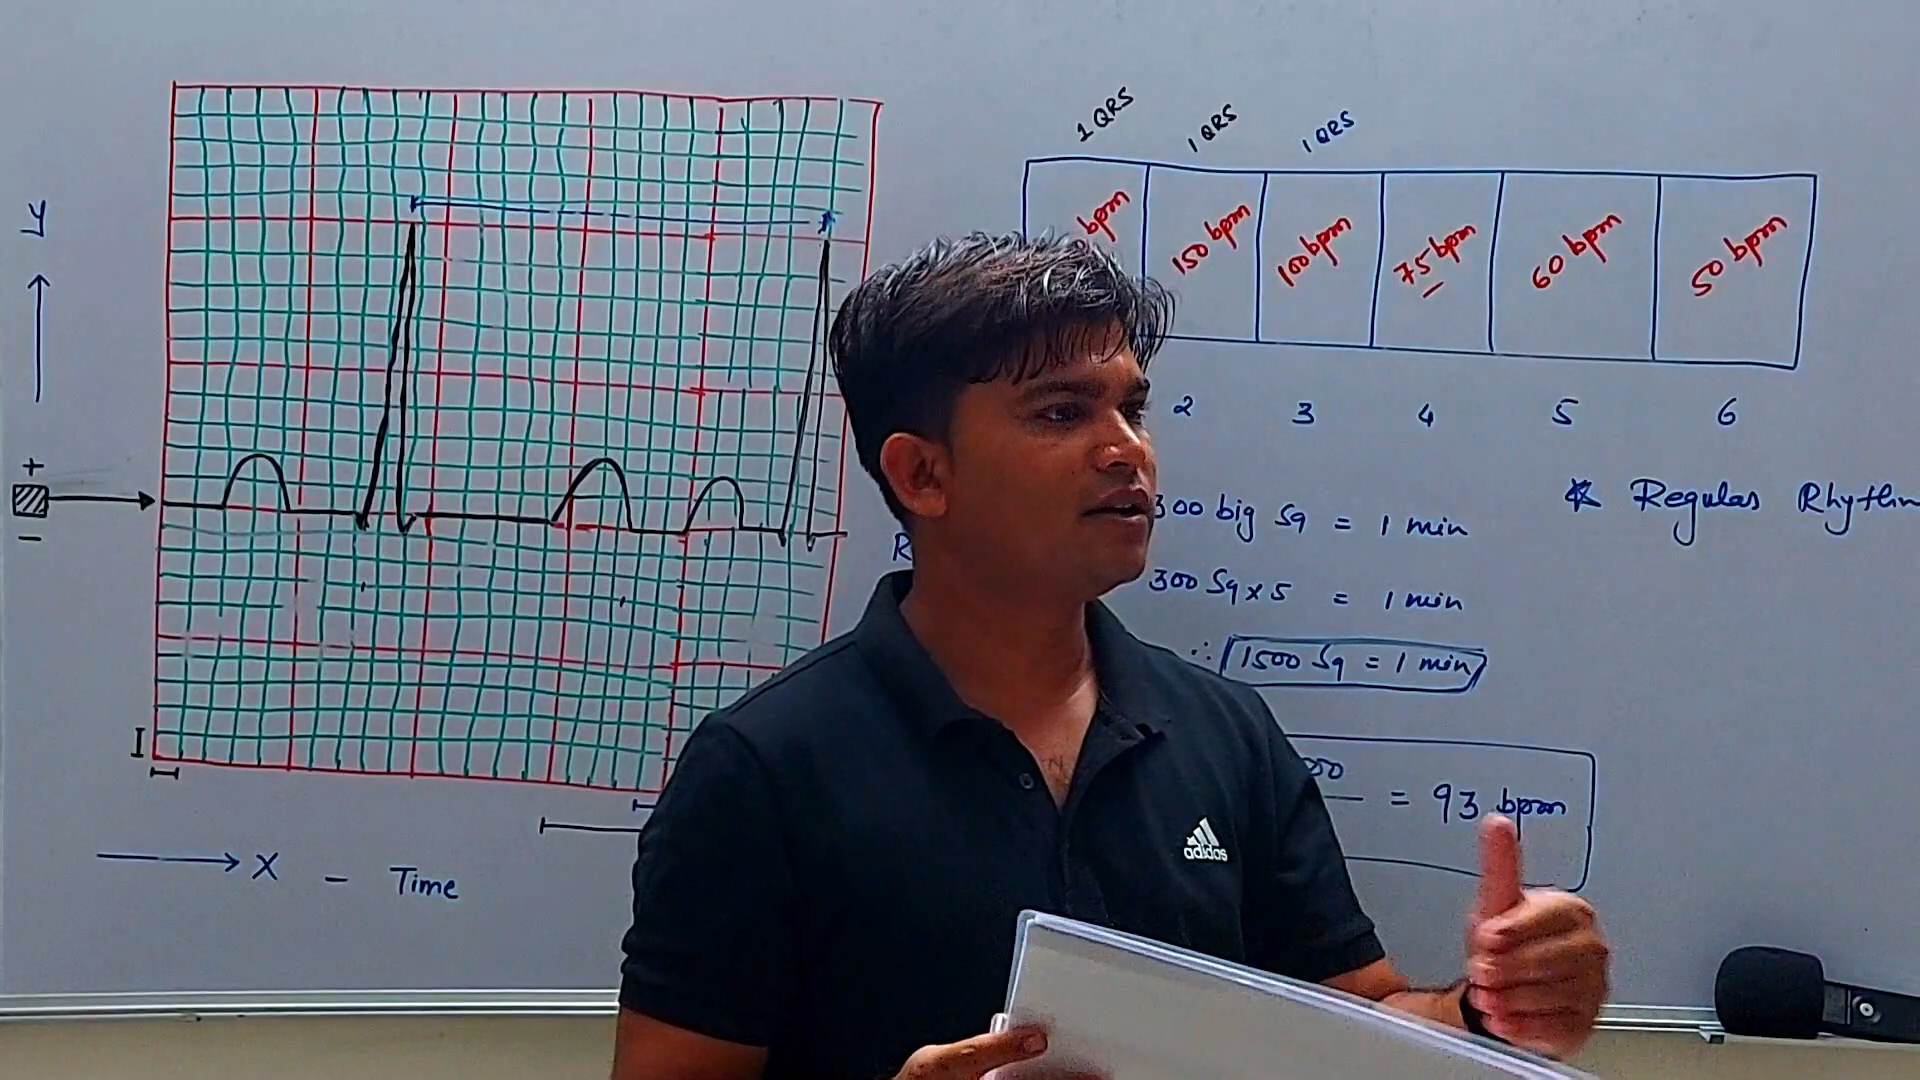 1 QRS
1 QRS
1 QRS
bpm
150 bpm
100 bpm
75 bpm
60 bpm
50 bpm
2
3
4
5
6
y
+
-
300 big Sq = 1 min
300 Sq x 5 = 1 min
∴ 1500 Sq = 1 min
= 93 bpm
Regular Rhythm
R
I
X - Time
adidas